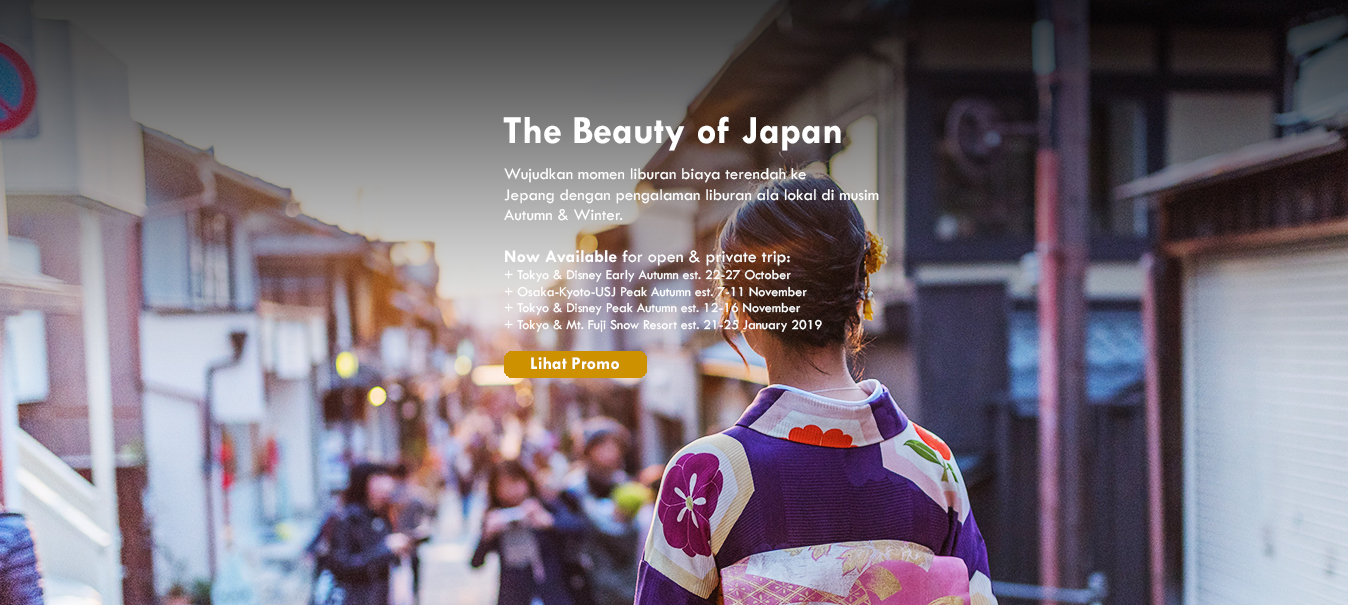 The Beauty of Japan
Wujudkan momen liburan biaya terendah ke
Jepang dengan pengalaman liburan ala lokal di musim
Autumn & Winter.
Now Available for open & private trip:
+ Tokyo & Disney Early Autumn est. 22-27 October
+ Osaka-Kyoto-USJ Peak Autumn est. 7-11 November
+ Tokyo & Disney Peak Autumn est. 12-16 November
+ Tokyo & Mt. Fuji Snow Resort est. 21-25 January 2019
Lihat Promo